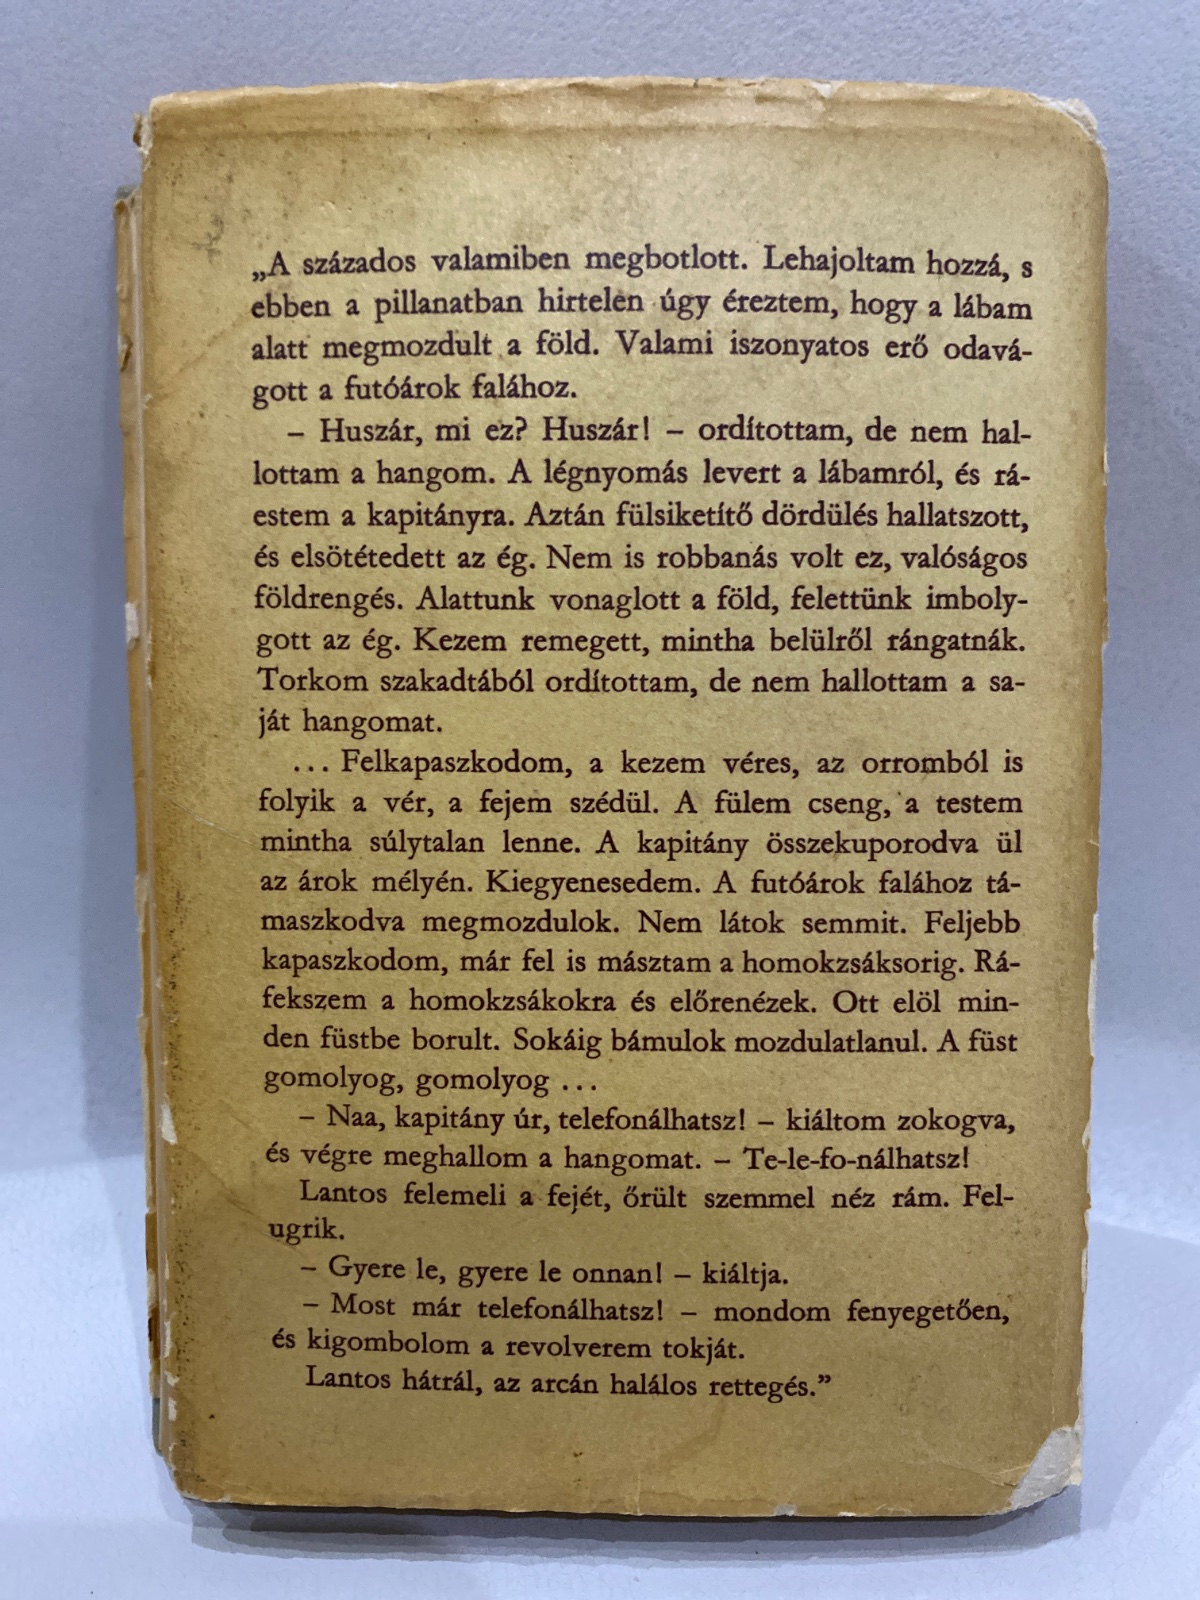 „A százados valamiben megbotlott. Lehajoltam hozzá, s
ebben a pillanatban hirtelen úgy éreztem, hogy a lábam
alatt megmozdult a föld. Valami iszonyatos erő odavá-
gott a futóárok falához.
– Huszár, mi ez? Huszár! – ordítottam, de nem hal-
lottam a hangom. A légnyomás levert a lábamról, és rá-
estem a kapitányra. Aztán fülsiketítő dördülés hallatszott,
és elsötétedett az ég. Nem is robbanás volt ez, valóságos
földrengés. Alattunk vonaglott a föld, felettünk imboly-
gott az ég. Kezem remegett, mintha belülről rángatnák.
Torkom szakadtából ordítottam, de nem hallottam a sa-
ját hangomat.
... Felkapaszkodom, a kezem véres, az orromból is
folyik a vér, a fejem szédül. A fülem cseng, a testem
mintha súlytalan lenne. A kapitány összekuporodva ül
az árok mélyén. Kiegyenesedem. A futóárok falához tá-
maszkodva megmozdulok. Nem látok semmit. Feljebb
kapaszkodom, már fel is másztam a homokzsáksorig. Rá-
fekszem a homokzsákokra és előrenézek. Ott elöl min-
den füstbe borult. Sokáig bámulok mozdulatlanul. A füst
gomolyog, gomolyog ...
– Naa, kapitány úr, telefonálhatsz! – kiáltom zokogva,
és végre meghallom a hangomat. – Te-le-fo-nálhatsz!
Lantos felemeli a fejét, őrült szemmel néz rám. Fel-
ugrik.
– Gyere le, gyere le onnan! – kiáltja.
– Most már telefonálhatsz! – mondom fenyegetően,
és kigombolom a revolverem tokját.
Lantos hátrál, az arcán halálos rettegés.”